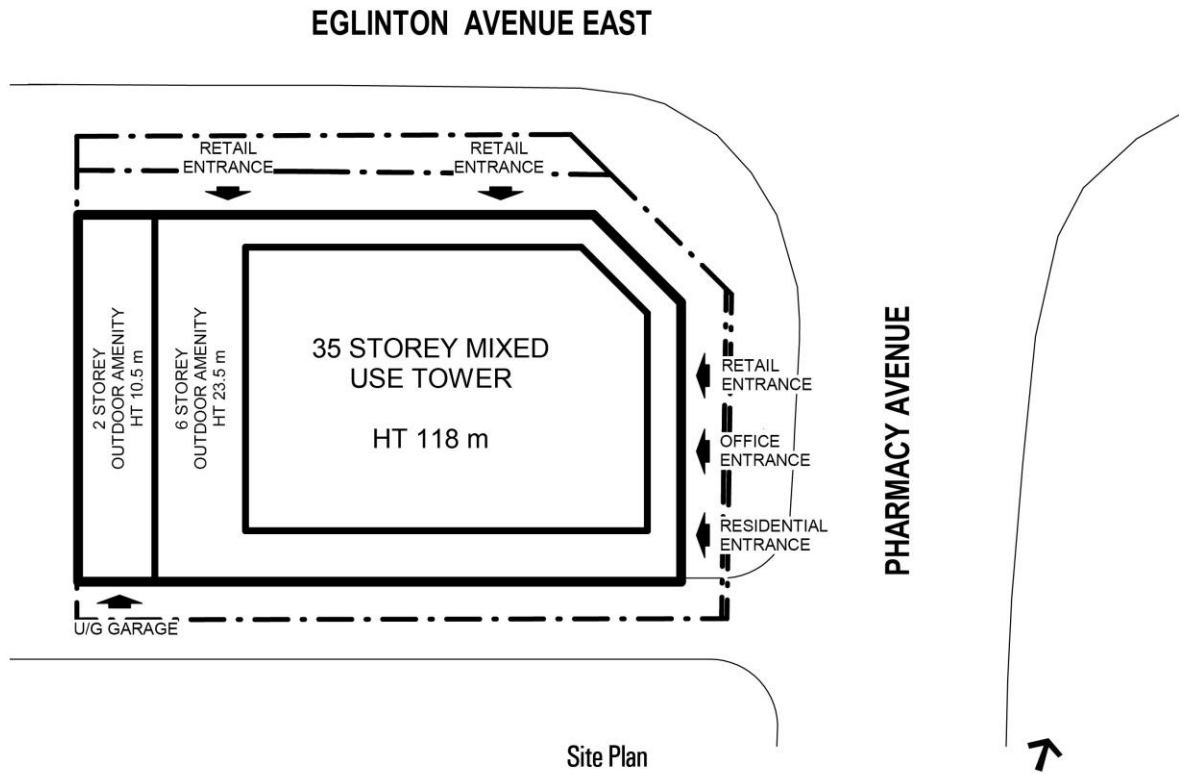 EGLINTON AVENUE EAST
RETAIL
ENTRANCE
RETAIL
ENTRANCE
2 STOREY
OUTDOOR AMENITY
HT 10.5 m
6 STOREY
OUTDOOR AMENITY
HT 23.5 m
35 STOREY MIXED
USE TOWER
HT 118 m
RETAIL
ENTRANCE
OFFICE
ENTRANCE
RESIDENTIAL
ENTRANCE
PHARMACY AVENUE
U/G GARAGE
Site Plan